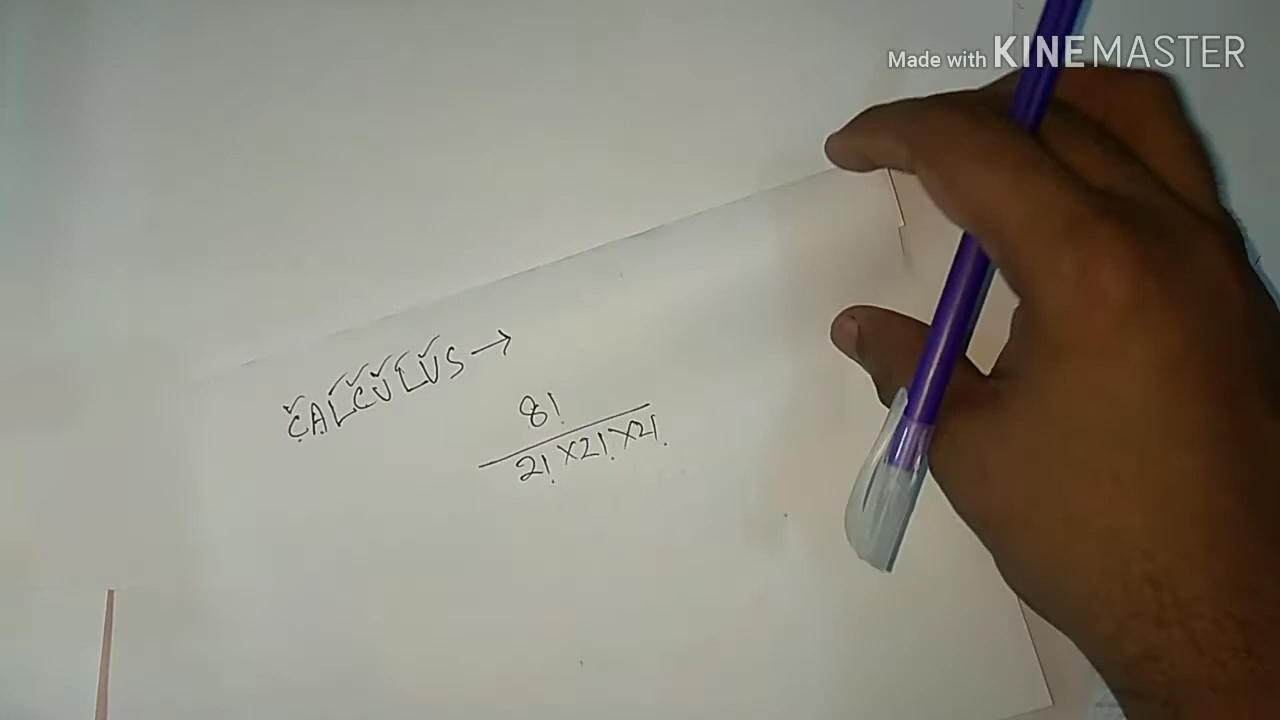 Made with KINEMASTER
CALCULUS →
8!
2! × 2! × 2!